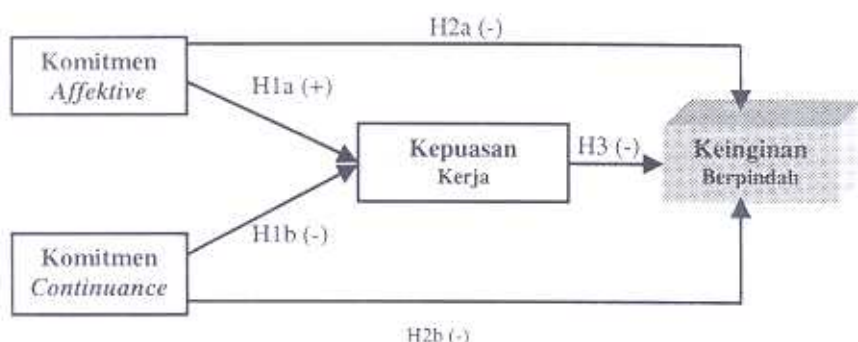 H2a (-)
Komitmen
Affektive
H1a (+)
Kepuasan
Kerja
H3 (-)
Keinginan
Berpindah
H1b (-)
Komitmen
Continuance
H2b (-)